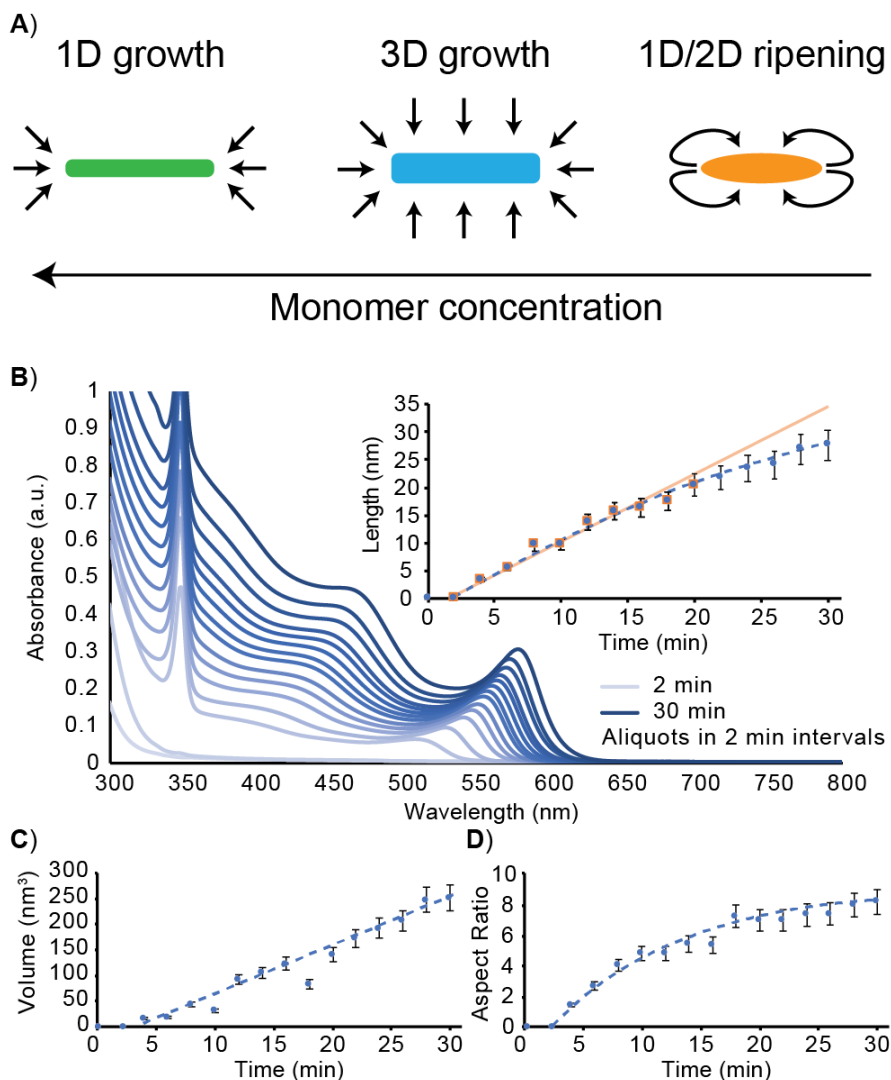 A)
1D growth 3D growth 1D/2D ripening
Monomer concentration
B)
1
0.9
0.8
0.7
0.6
0.5
0.4
0.3
0.2
0.1
0
Absorbance (a.u.)
300 350 400 450 500 550 600 650 700 750 800
Wavelength (nm)
35
30
25
20
15
10
5
0
Length (nm)
0 5 10 15 20 25 30
Time (min)
2 min
30 min
Aliquots in 2 min intervals
C)
300
250
200
150
100
50
0
Volume (nm³)
0 5 10 15 20 25 30
Time (min)
D)
10
8
6
4
2
0
Aspect Ratio
0 5 10 15 20 25 30
Time (min)